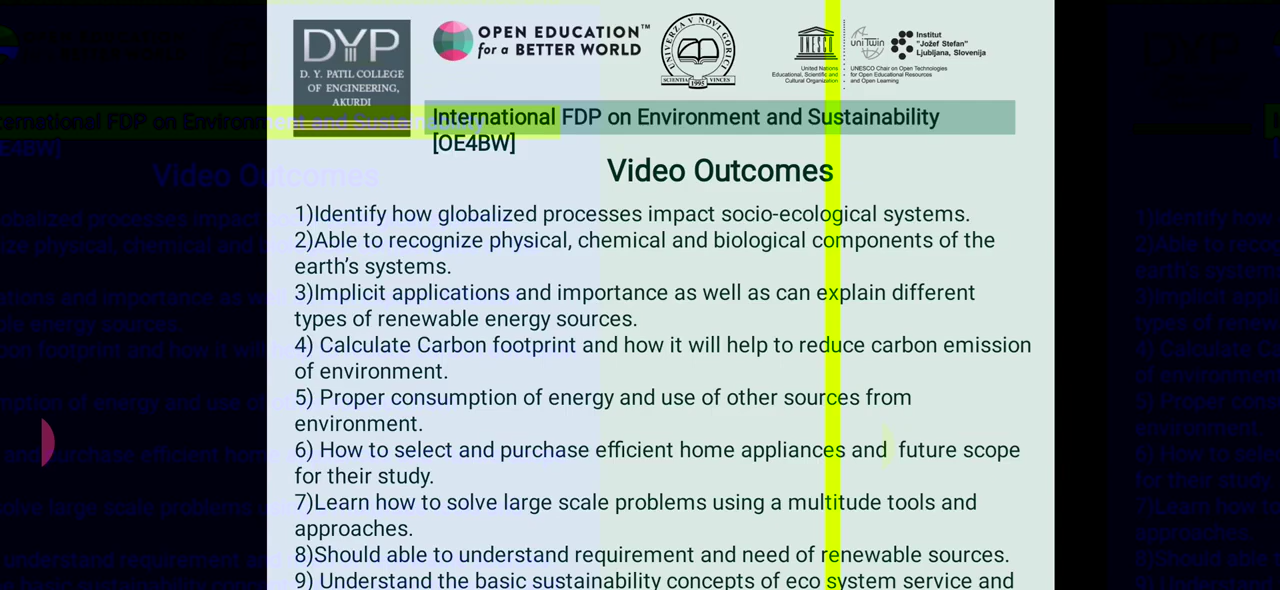 DYP
D. Y. PATIL COLLEGE
OF ENGINEERING,
AKURDI
OPEN EDUCATION™
for a BETTER WORLD
UNIVERZA V NOVI GORICI
SCIENTIA VINCES
1995
UNESCO
United Nations
Educational, Scientific and
Cultural Organization
uniTwin
Institut
"Jožef Stefan"
Ljubljana, Slovenija
UNESCO Chair on Open Technologies
for Open Educational Resources
and Open Learning
International FDP on Environment and Sustainability
[OE4BW]
Video Outcomes
1)Identify how globalized processes impact socio-ecological systems.
2)Able to recognize physical, chemical and biological components of the
earth's systems.
3)Implicit applications and importance as well as can explain different
types of renewable energy sources.
4) Calculate Carbon footprint and how it will help to reduce carbon emission
of environment.
5) Proper consumption of energy and use of other sources from
environment.
6) How to select and purchase efficient home appliances and future scope
for their study.
7)Learn how to solve large scale problems using a multitude tools and
approaches.
8)Should able to understand requirement and need of renewable sources.
9) Understand the basic sustainability concepts of eco system service and